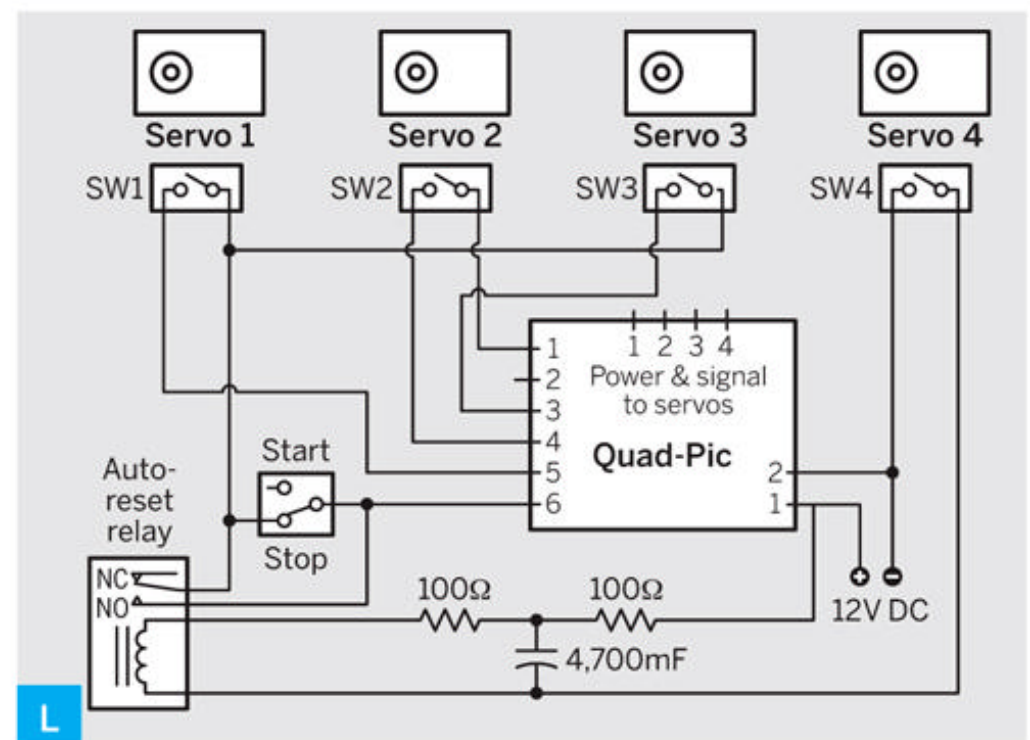 Servo 1
Servo 2
Servo 3
Servo 4
SW1
SW2
SW3
SW4
1 2 3 4
Power & signal
to servos
Quad-Pic
1
2
3
4
5
6
2
1
Start
Stop
Auto-
reset
relay
NC
NO
100Ω
100Ω
4,700mF
12V DC
L